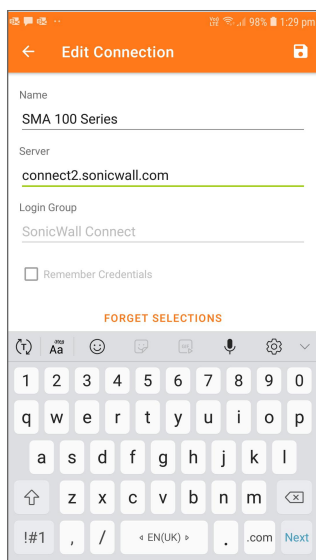 98% 1:29 pm
Edit Connection
Name
SMA 100 Series
Server
connect2.sonicwall.com
Login Group
SonicWall Connect
Remember Credentials
FORGET SELECTIONS
1 2 3 4 5 6 7 8 9 0
q w e r t y u i o p
a s d f g h j k l
z x c v b n m
!#1 , / EN(UK) . .com Next